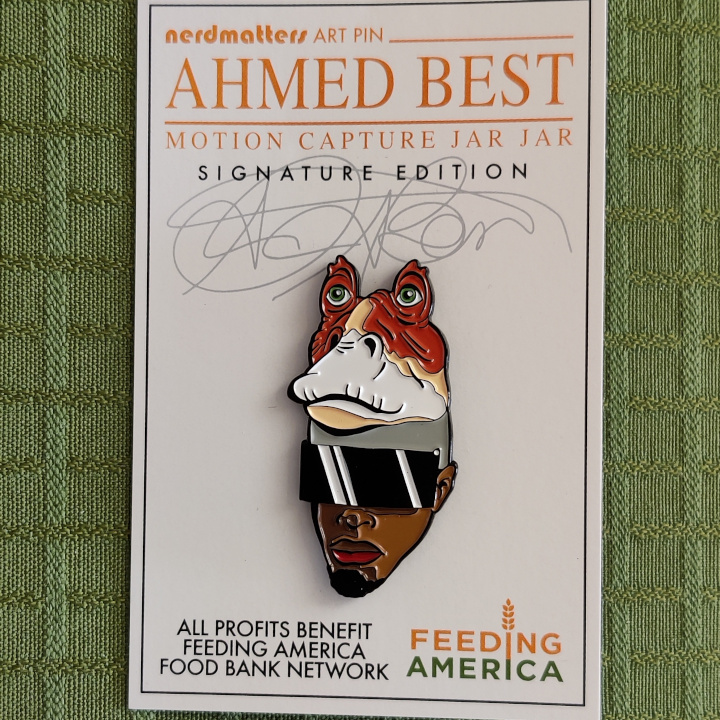 nerdmatters ART PIN
AHMED BEST
MOTION CAPTURE JAR JAR
SIGNATURE EDITION
ALL PROFITS BENEFIT
FEEDING AMERICA
FOOD BANK NETWORK
FEEDING
AMERICA